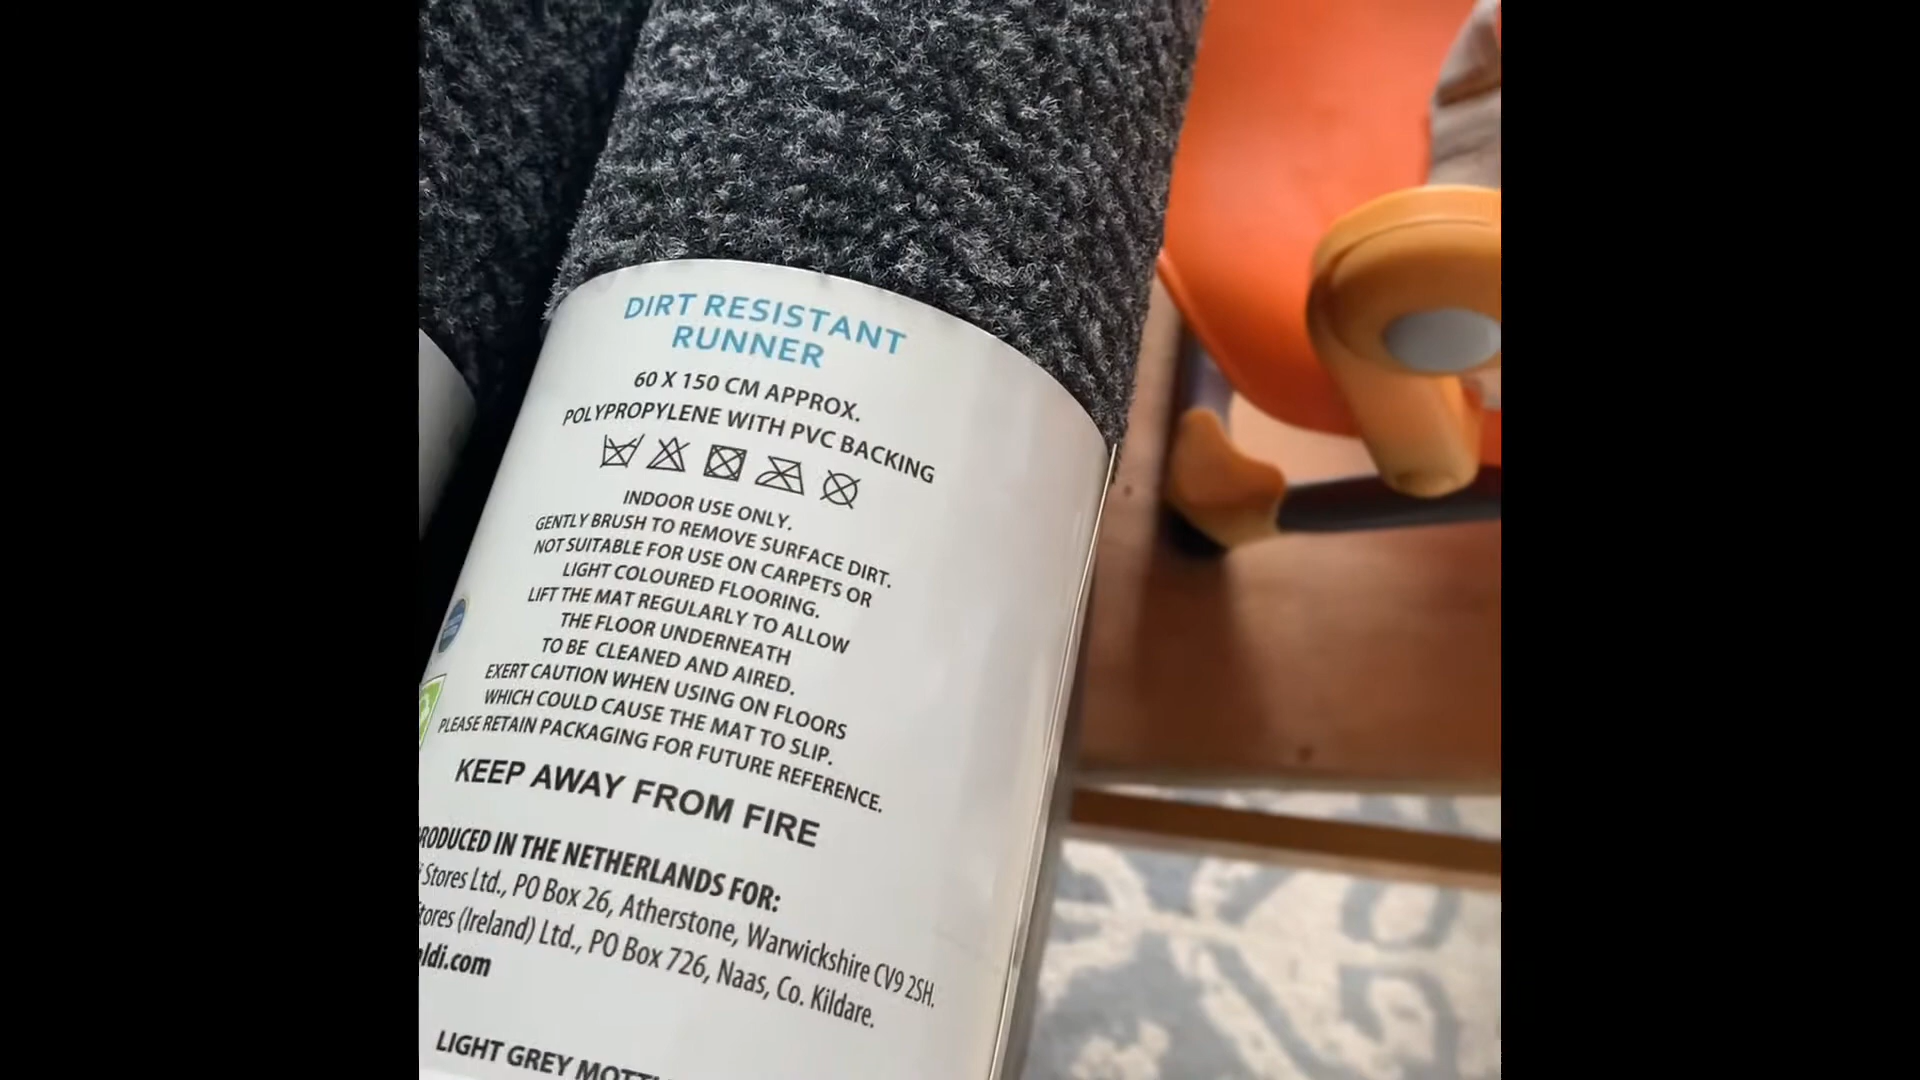 DIRT RESISTANT
RUNNER
60 X 150 CM APPROX.
POLYPROPYLENE WITH PVC BACKING
INDOOR USE ONLY.
GENTLY BRUSH TO REMOVE SURFACE DIRT.
NOT SUITABLE FOR USE ON CARPETS OR
LIGHT COLOURED FLOORING.
LIFT THE MAT REGULARLY TO ALLOW
THE FLOOR UNDERNEATH
TO BE CLEANED AND AIRED.
EXERT CAUTION WHEN USING ON FLOORS
WHICH COULD CAUSE THE MAT TO SLIP.
PLEASE RETAIN PACKAGING FOR FUTURE REFERENCE.
KEEP AWAY FROM FIRE
RODUCED IN THE NETHERLANDS FOR:
Stores Ltd., PO Box 26, Atherstone, Warwickshire CV9 2SH.
tores (Ireland) Ltd., PO Box 726, Naas, Co. Kildare.
ldi.com
LIGHT GREY